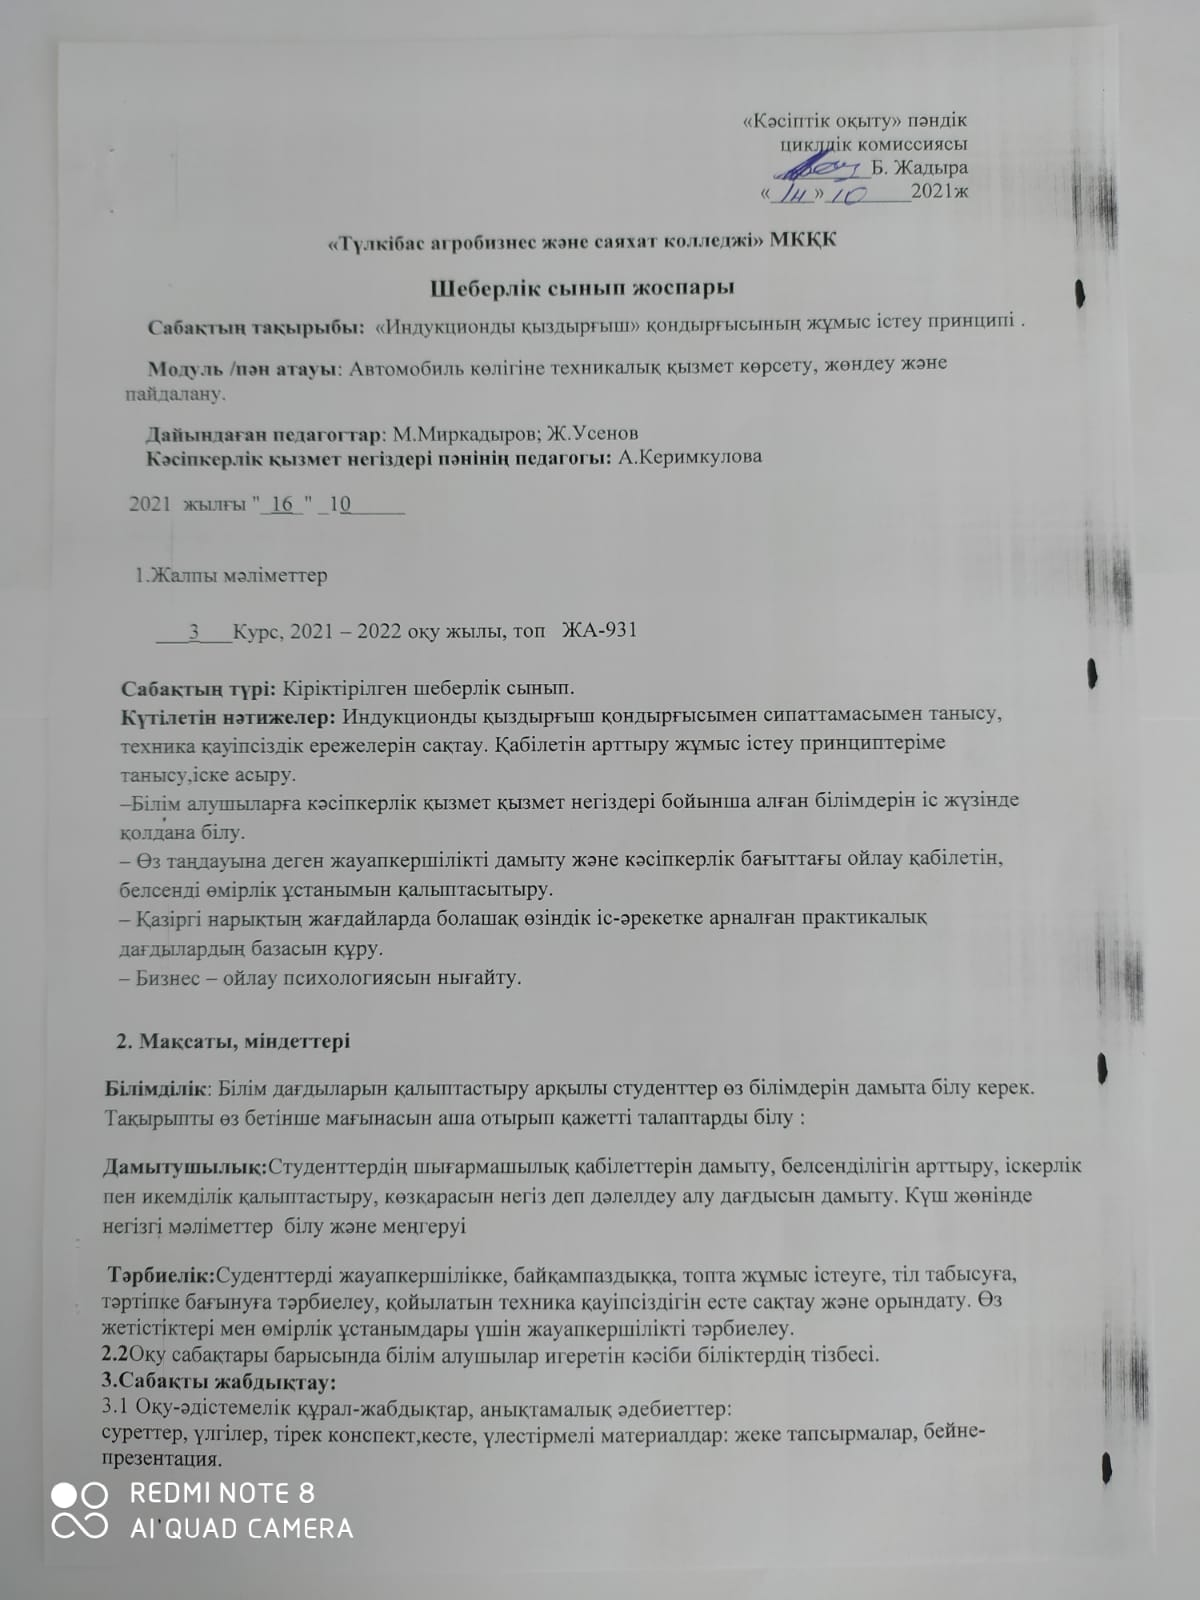 «Кәсіптік оқыту» пәндік
циклдік комиссиясы
Б. Жадыра
«14» 10 2021ж
«Түлкібас агробизнес және саяхат колледжі» МКҚК
Шеберлік сынып жоспары
Сабақтың тақырыбы: «Индукционды қыздырғыш» қондырғысының жұмыс істеу принципі .
Модуль /пән атауы: Автомобиль көлігіне техникалық қызмет көрсету, жөндеу және
пайдалану.
Дайындаған педагогтар: М.Миркадыров; Ж.Усенов
Кәсіпкерлік қызмет негіздері пәнінің педагогы: А.Керимкулова
2021 жылғы "_16_" _10_____
1.Жалпы мәліметтер
___3___Курс, 2021 – 2022 оқу жылы, топ ЖА-931
Сабақтың түрі: Кіріктірілген шеберлік сынып.
Күтілетін нәтижелер: Индукционды қыздырғыш қондырғысымен сипаттамасымен танысу,
техника қауіпсіздік ережелерін сақтау. Қабілетін арттыру жұмыс істеу принциптеріме
танысу,іске асыру.
–Білім алушыларға кәсіпкерлік қызмет қызмет негіздері бойынша алған білімдерін іс жүзінде
қолдана білу.
– Өз таңдауына деген жауапкершілікті дамыту және кәсіпкерлік бағыттағы ойлау қабілетін,
белсенді өмірлік ұстанымын қалыптасытыру.
– Қазіргі нарықтың жағдайларда болашақ өзіндік іс-әрекетке арналған практикалық
дағдылардың базасын құру.
– Бизнес – ойлау психологиясын нығайту.
2. Мақсаты, міндеттері
Білімділік: Білім дағдыларын қалыптастыру арқылы студенттер өз білімдерін дамыта білу керек.
Тақырыпты өз бетінше мағынасын аша отырып қажетті талаптарды білу :
Дамытушылық:Студенттердің шығармашылық қабілеттерін дамыту, белсенділігін арттыру, іскерлік
пен икемділік қалыптастыру, көзқарасын негіз деп дәлелдеу алу дағдысын дамыту. Күш жөнінде
негізгі мәліметтер білу және меңгеруі
Тәрбиелік:Суденттерді жауапкершілікке, байқампаздыққа, топта жұмыс істеуге, тіл табысуға,
тәртіпке бағынуға тәрбиелеу, қойылатын техника қауіпсіздігін есте сақтау және орындату. Өз
жетістіктері мен өмірлік ұстанымдары үшін жауапкершілікті тәрбиелеу.
2.2Оқу сабақтары барысында білім алушылар игеретін кәсіби біліктердің тізбесі.
3.Сабақты жабдықтау:
3.1 Оқу-әдістемелік құрал-жабдықтар, анықтамалық әдебиеттер:
суреттер, үлгілер, тірек конспект,кесте, үлестірмелі материалдар: жеке тапсырмалар, бейне-
презентация.
REDMI NOTE 8
AI QUAD CAMERA